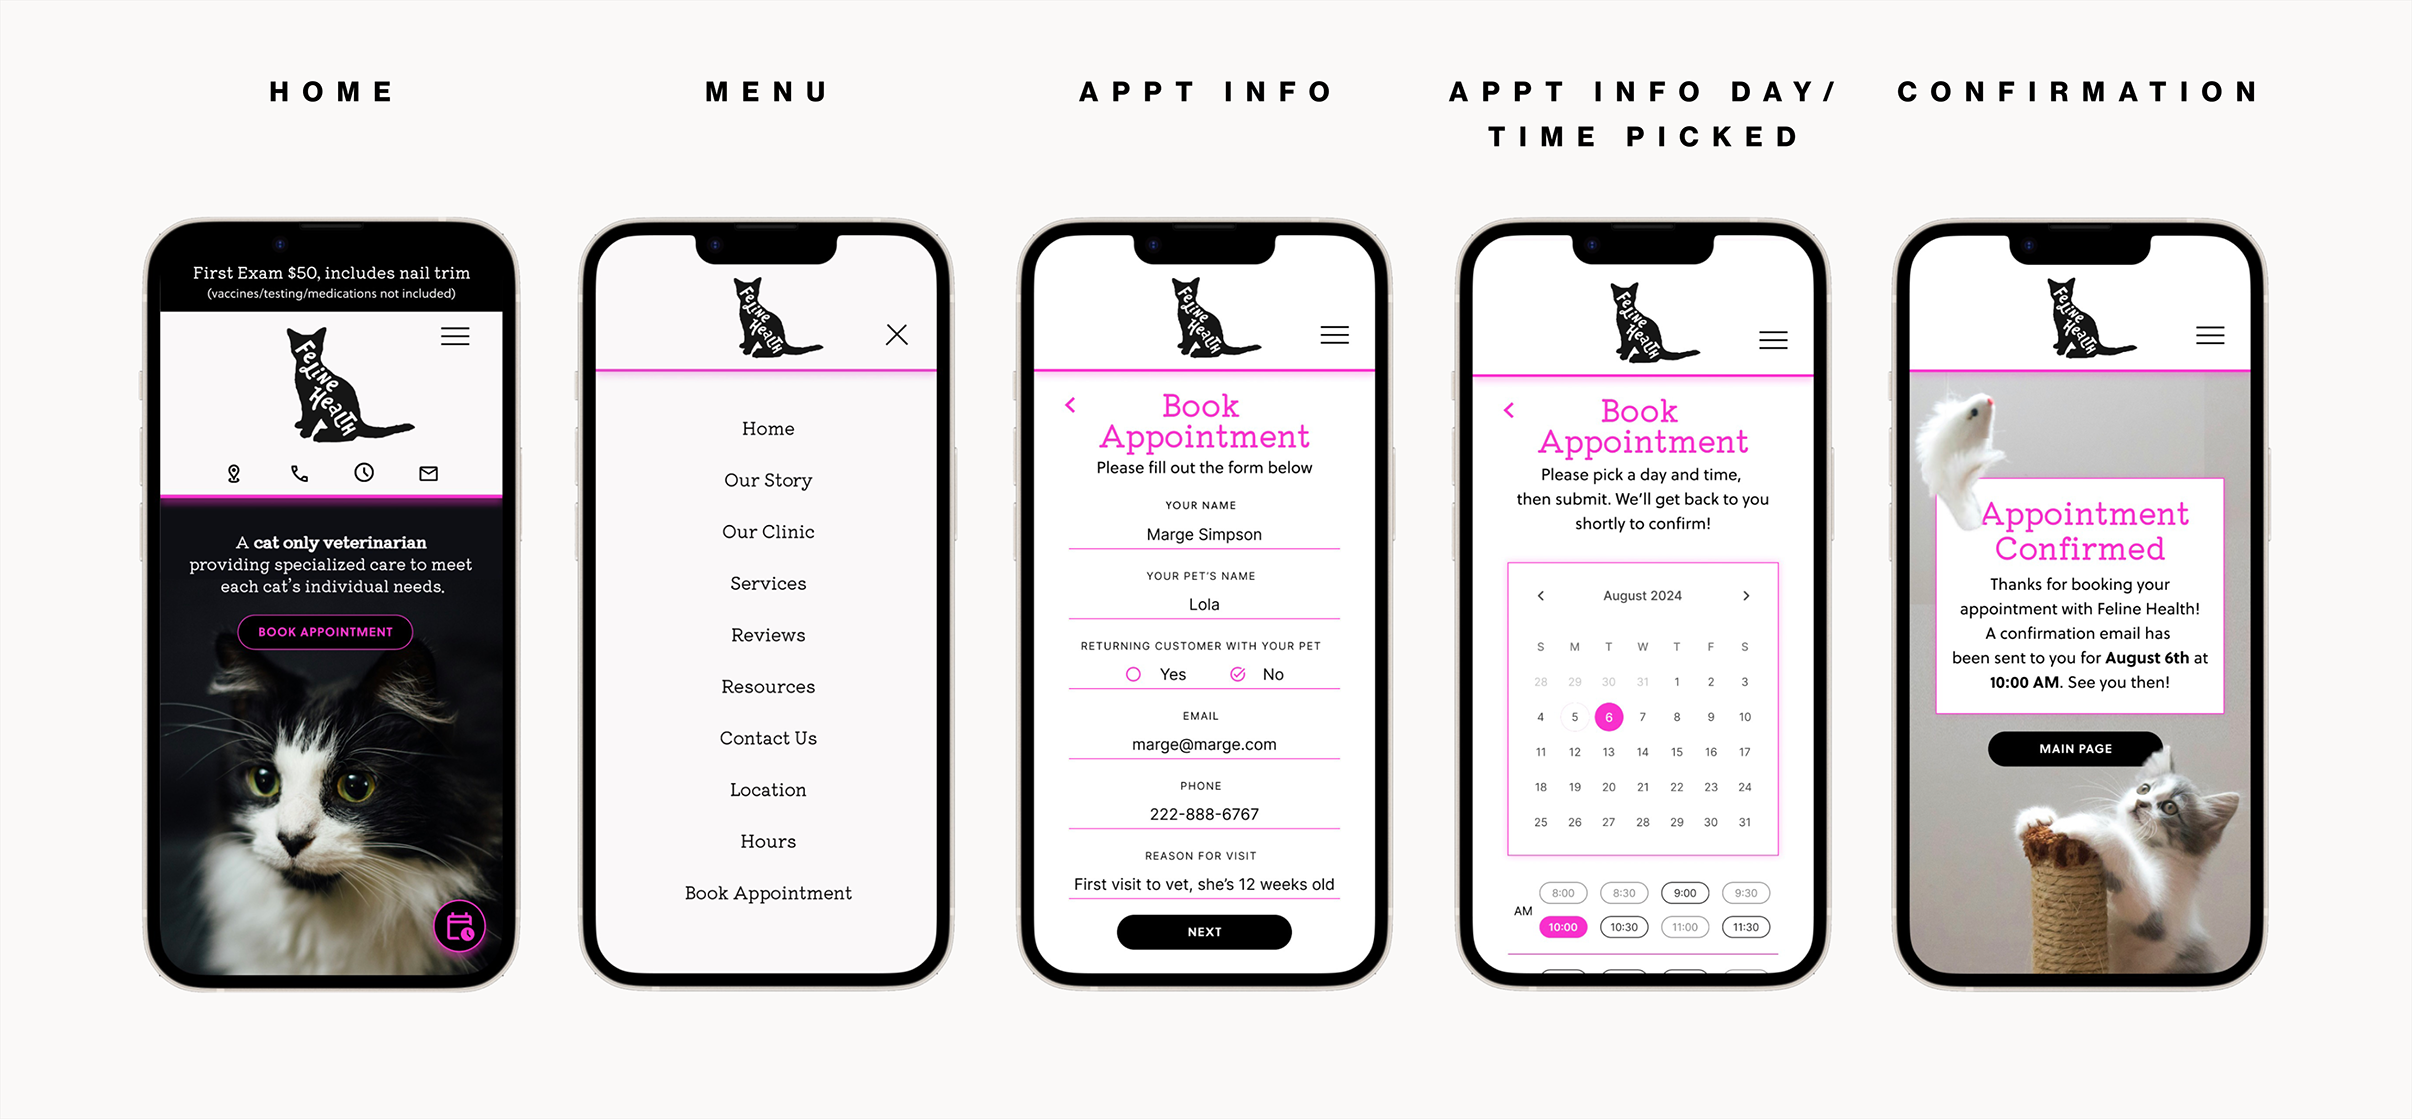 HOME
MENU
APPT INFO
APPT INFO DAY/
TIME PICKED
CONFIRMATION
First Exam $50, includes nail trim
(vaccines/testing/medications not included)
FeLiNe
HeaLTH
A cat only veterinarian
providing specialized care to meet
each cat's individual needs.
BOOK APPOINTMENT
FeLiNe
HeaLTH
Home
Our Story
Our Clinic
Services
Reviews
Resources
Contact Us
Location
Hours
Book Appointment
FeLiNe
HeaLTH
Book
Appointment
Please fill out the form below
YOUR NAME
Marge Simpson
YOUR PET'S NAME
Lola
RETURNING CUSTOMER WITH YOUR PET
Yes No
EMAIL
marge@marge.com
PHONE
222-888-6767
REASON FOR VISIT
First visit to vet, she's 12 weeks old
NEXT
FeLiNe
HeaLTH
Book
Appointment
Please pick a day and time,
then submit. We'll get back to you
shortly to confirm!
August 2024
S M T W T F S
28 29 30 31 1 2 3
4 5 6 7 8 9 10
11 12 13 14 15 16 17
18 19 20 21 22 23 24
25 26 27 28 29 30 31
8:00 8:30 9:00 9:30
AM
10:00 10:30 11:00 11:30
FeLiNe
HeaLTH
Appointment
Confirmed
Thanks for booking your
appointment with Feline Health!
A confirmation email has
been sent to you for August 6th at
10:00 AM. See you then!
MAIN PAGE